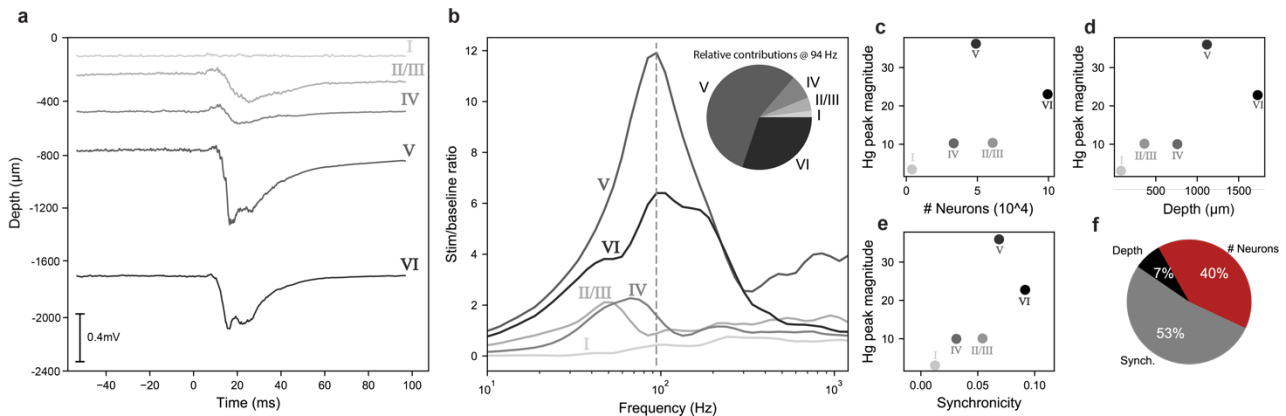 a
0
-400
-800
-1200
-1600
-2000
-2400
Depth (µm)
I
II/III
IV
V
VI
0.4mV
−40
−20
0
20
40
60
80
100
Time (ms)
b
12
10
8
6
4
2
0
Stim/baseline ratio
Relative contributions @ 94 Hz
V
IV
II/III
I
VI
V
VI
II/III
IV
I
10^1
10^2
10^3
Frequency (Hz)
c
Hg peak magnitude
30
20
10
V
VI
IV
II/III
I
0
5
10
# Neurons (10^4)
d
Hg peak magnitude
30
20
10
V
VI
II/III
IV
I
500
1000
1500
Depth (µm)
e
Hg peak magnitude
30
20
10
V
VI
IV
II/III
I
0.00
0.05
0.10
Synchronicity
f
Depth
# Neurons
7%
40%
53%
Synch.